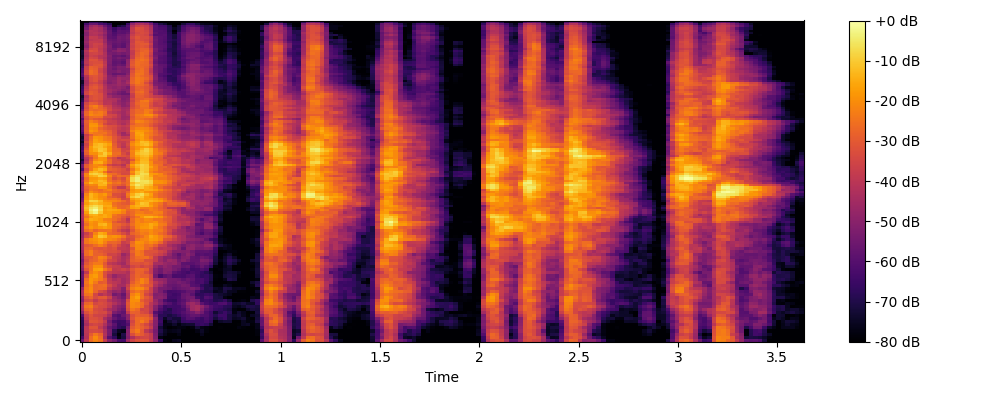 8192
4096
2048
1024
512
0
Hz
0 0.5 1 1.5 2 2.5 3 3.5
Time
+0 dB
-10 dB
-20 dB
-30 dB
-40 dB
-50 dB
-60 dB
-70 dB
-80 dB